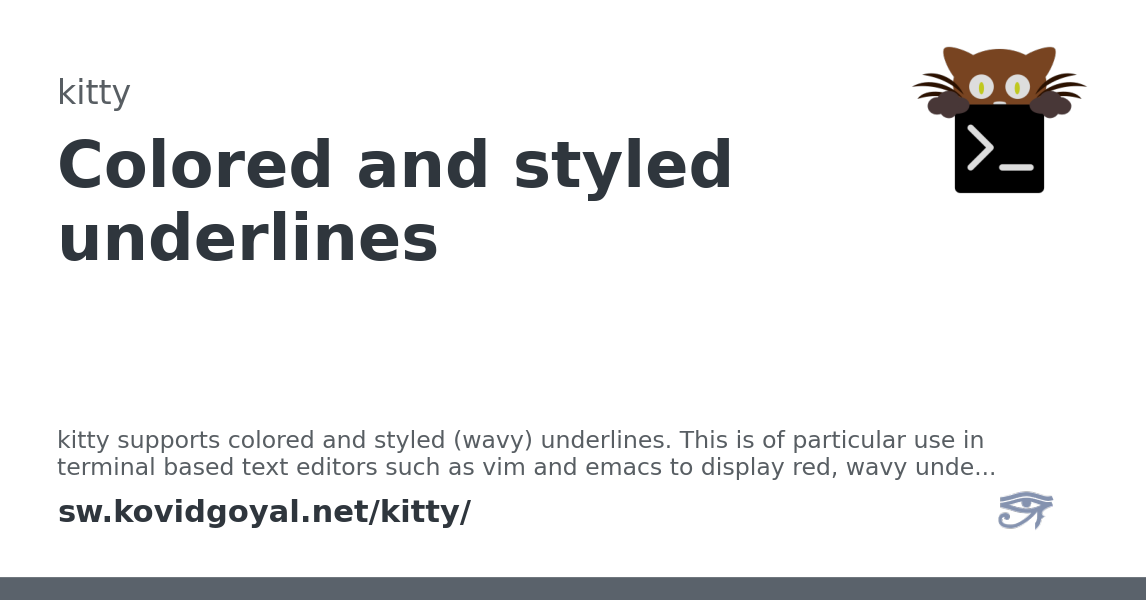 kitty
Colored and styled
underlines
kitty supports colored and styled (wavy) underlines. This is of particular use in
terminal based text editors such as vim and emacs to display red, wavy unde...
sw.kovidgoyal.net/kitty/